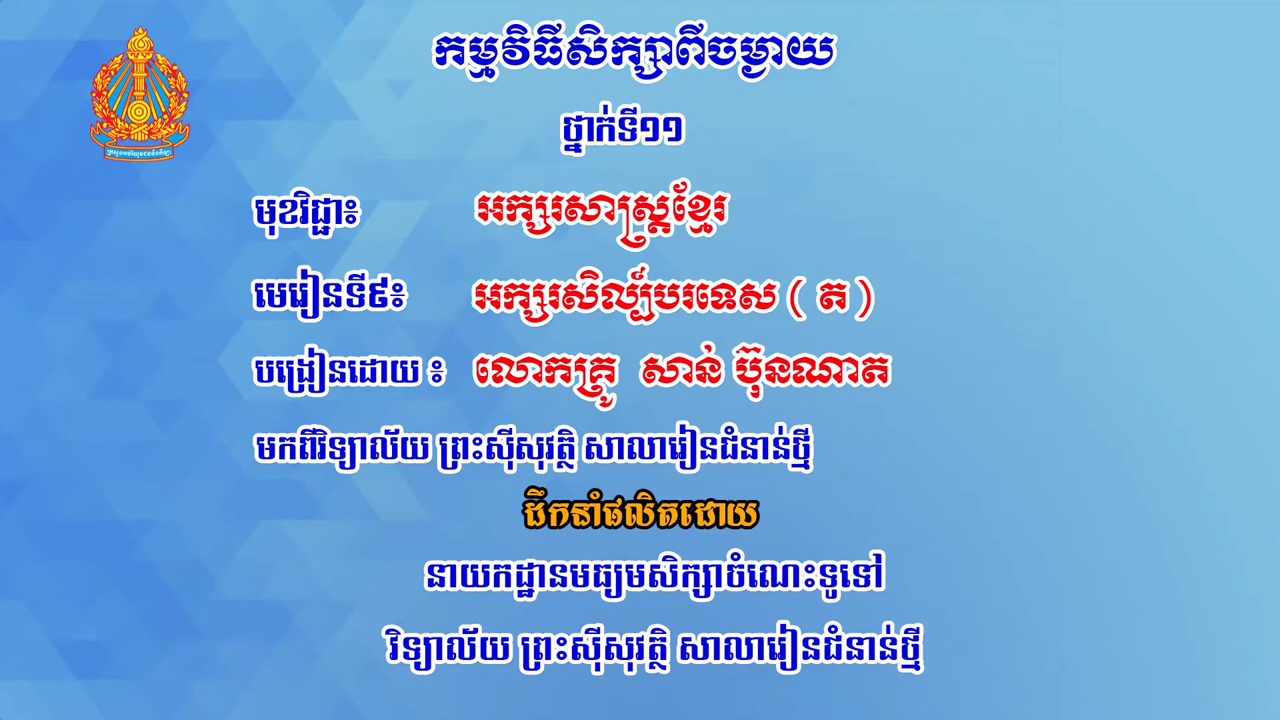 កម្មវិធីសិក្សាពីចម្ងាយ
ថ្នាក់ទី១១
មុខវិជ្ជា៖ អក្សរសាស្ត្រខ្មែរ
មេរៀនទី៩៖ អក្សរសិល្ប៍បរទេស ( ត )
បង្រៀនដោយ ៖ លោកគ្រូ សាន់ ប៊ុនណាត
មកពីវិទ្យាល័យ ព្រះស៊ីសុវត្ថិ សាលារៀនជំនាន់ថ្មី
ដឹកនាំផលិតដោយ
នាយកដ្ឋានមធ្យមសិក្សាចំណេះទូទៅ
វិទ្យាល័យ ព្រះស៊ីសុវត្ថិ សាលារៀនជំនាន់ថ្មី